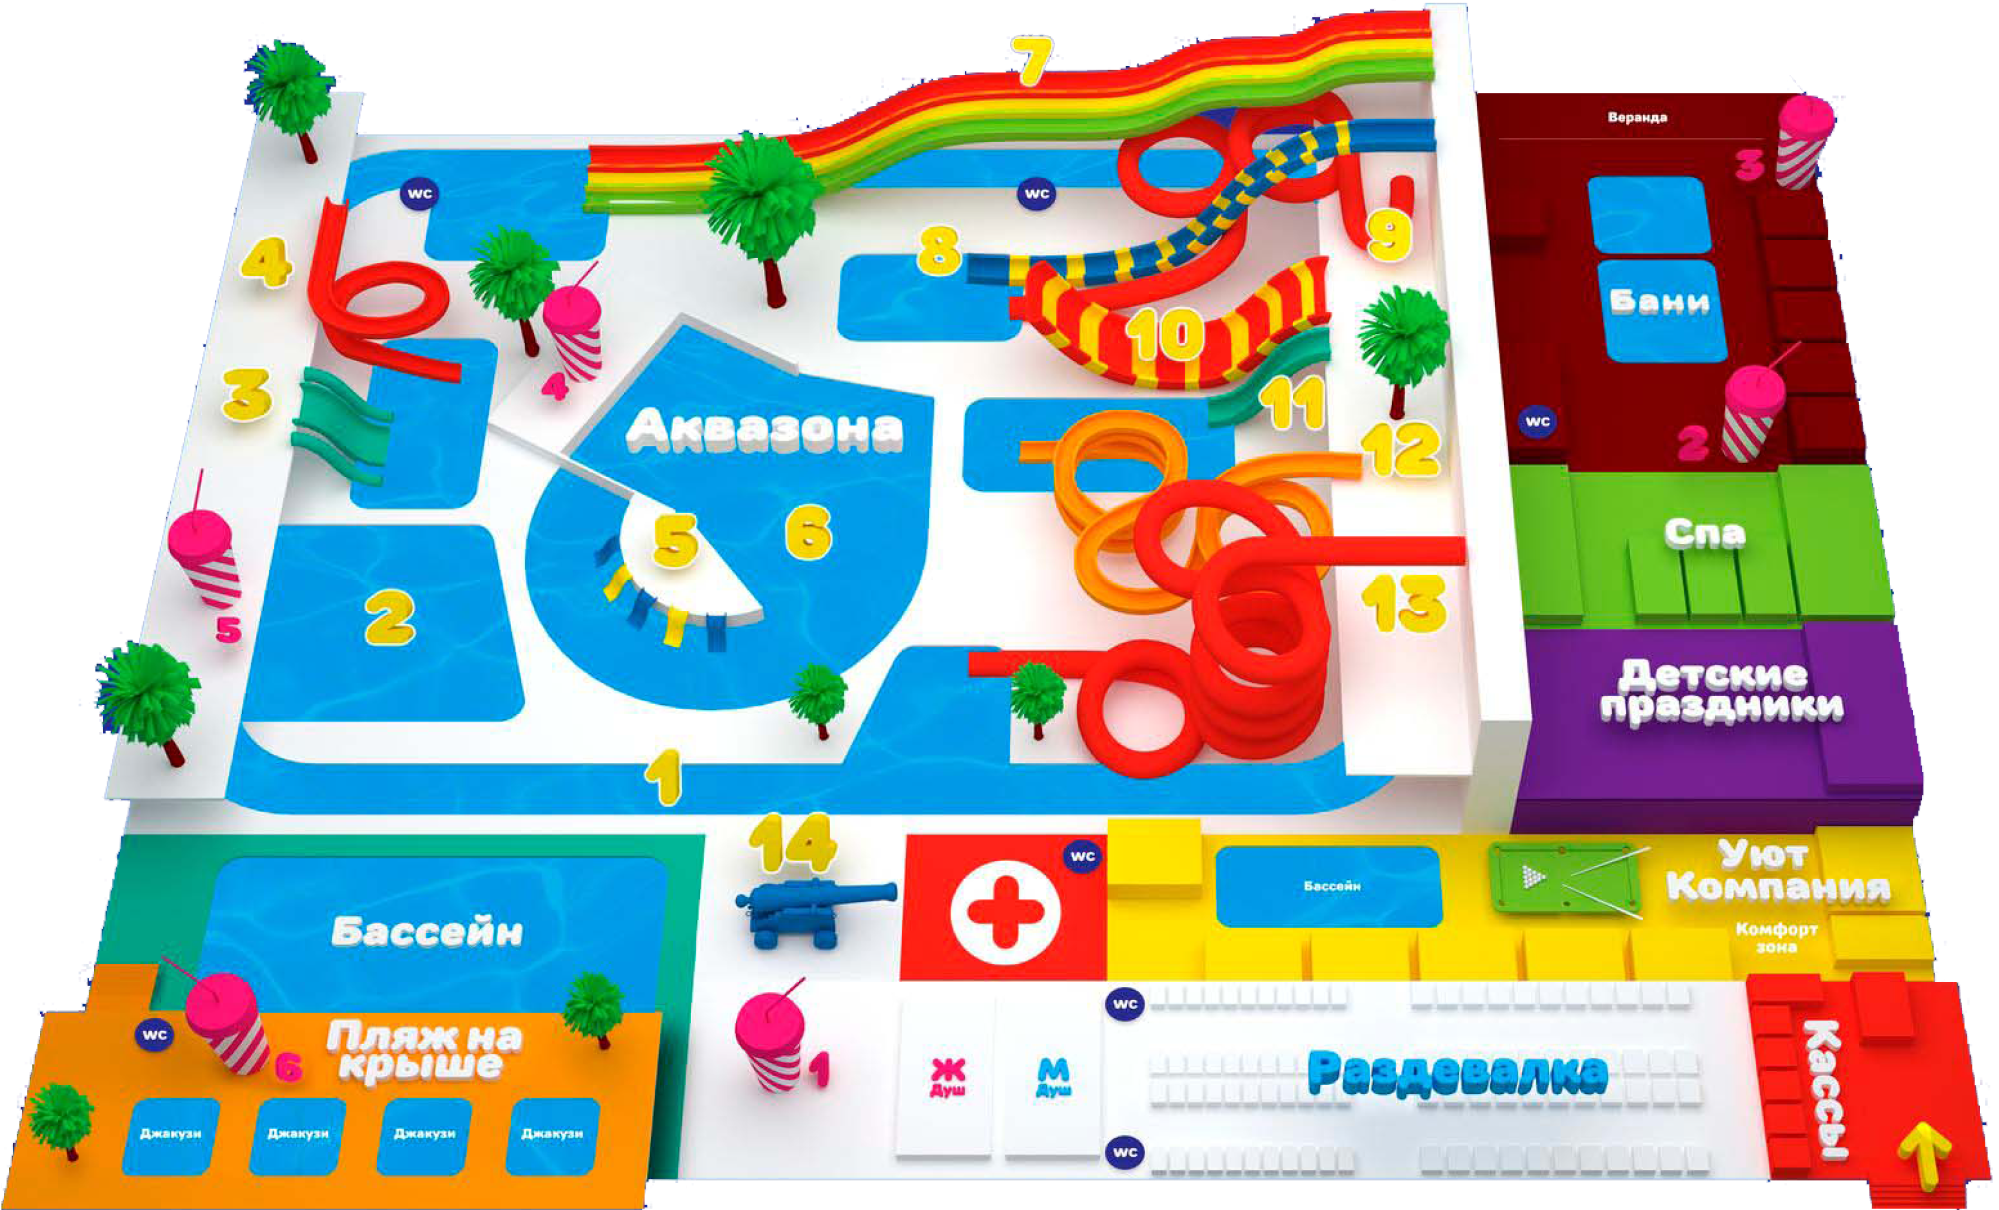 7
Веранда
3
wc
wc
4
8
9
Бани
10
4
3
11
Аквазона
12
wc
2
5
6
Спа
2
13
5
Детские
праздники
1
14
wc
Уют
Компания
Бассейн
Бассейн
Комфорт
зона
wc
wc
Пляж на
крыше
6
1
Ж
Душ
М
Душ
Раздевалка
Кассы
Джакузи
Джакузи
Джакузи
Джакузи
wc